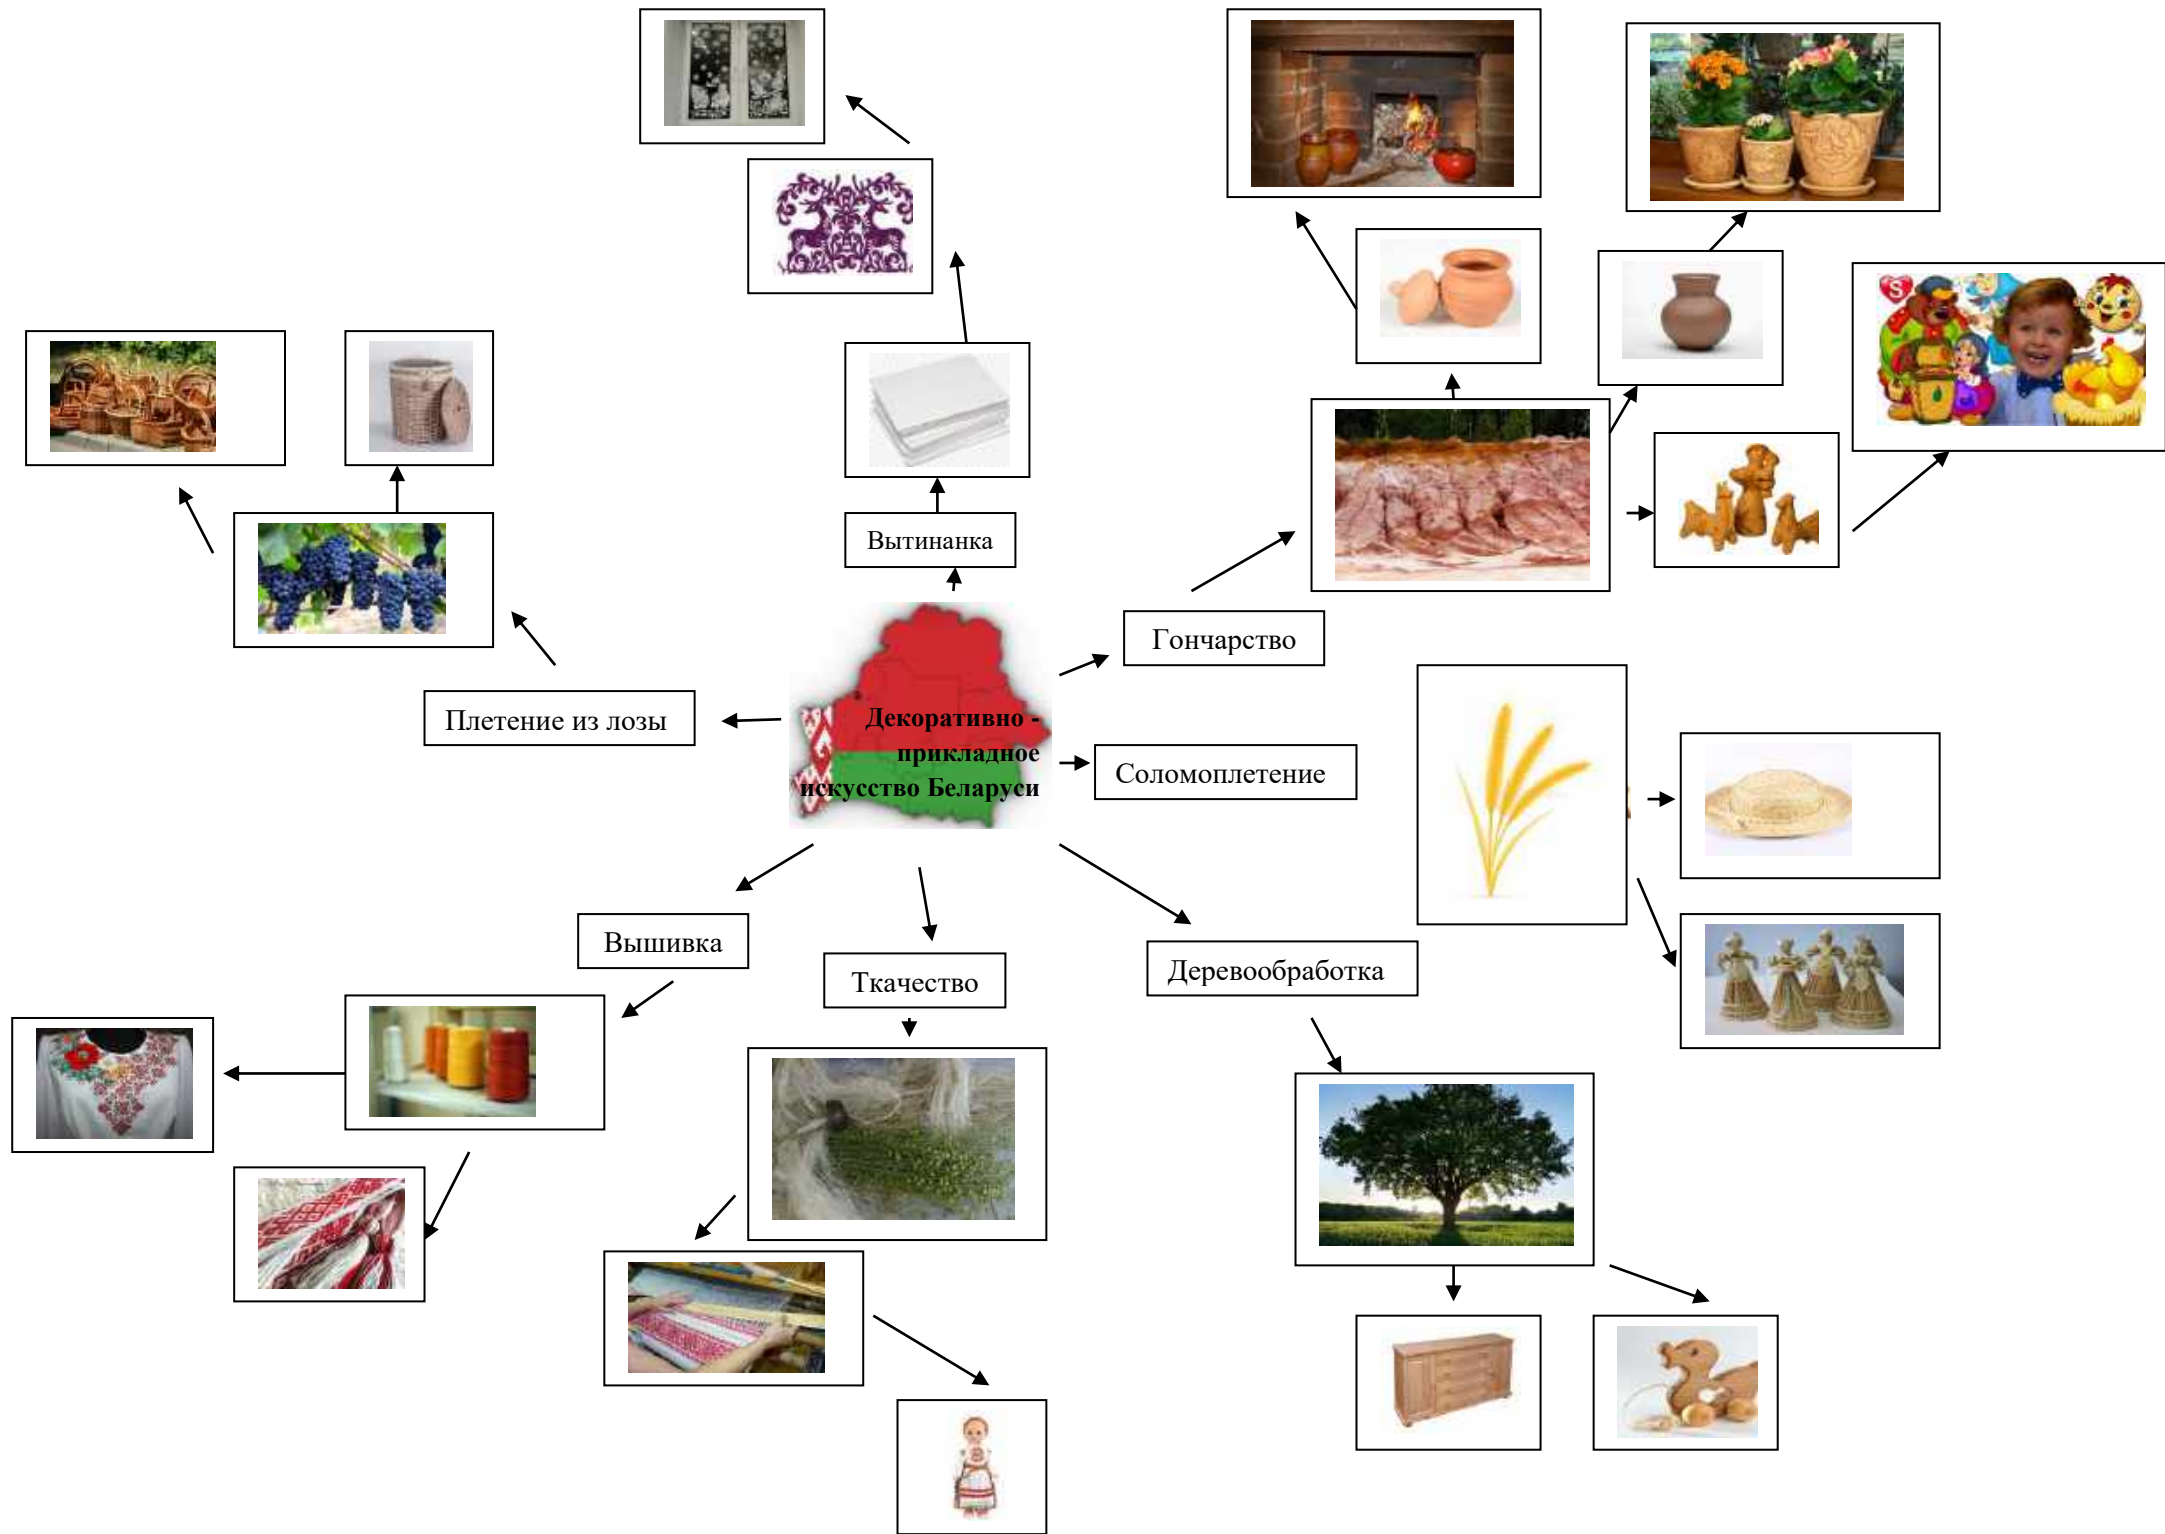 Вытинанка
Гончарство
Плетение из лозы
Декоративно -
прикладное
искусство Беларуси
Соломоплетение
Вышивка
Ткачество
Деревообработка
S